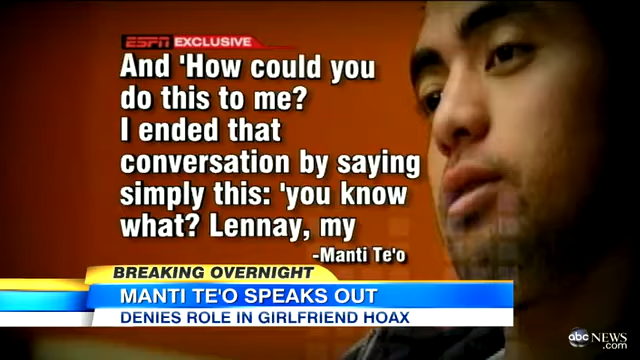 ESPN EXCLUSIVE
And 'How could you
do this to me?
I ended that
conversation by saying
simply this: 'you know
what? Lennay, my
-Manti Te'o
BREAKING OVERNIGHT
MANTI TE'O SPEAKS OUT
DENIES ROLE IN GIRLFRIEND HOAX
abc NEWS
.com